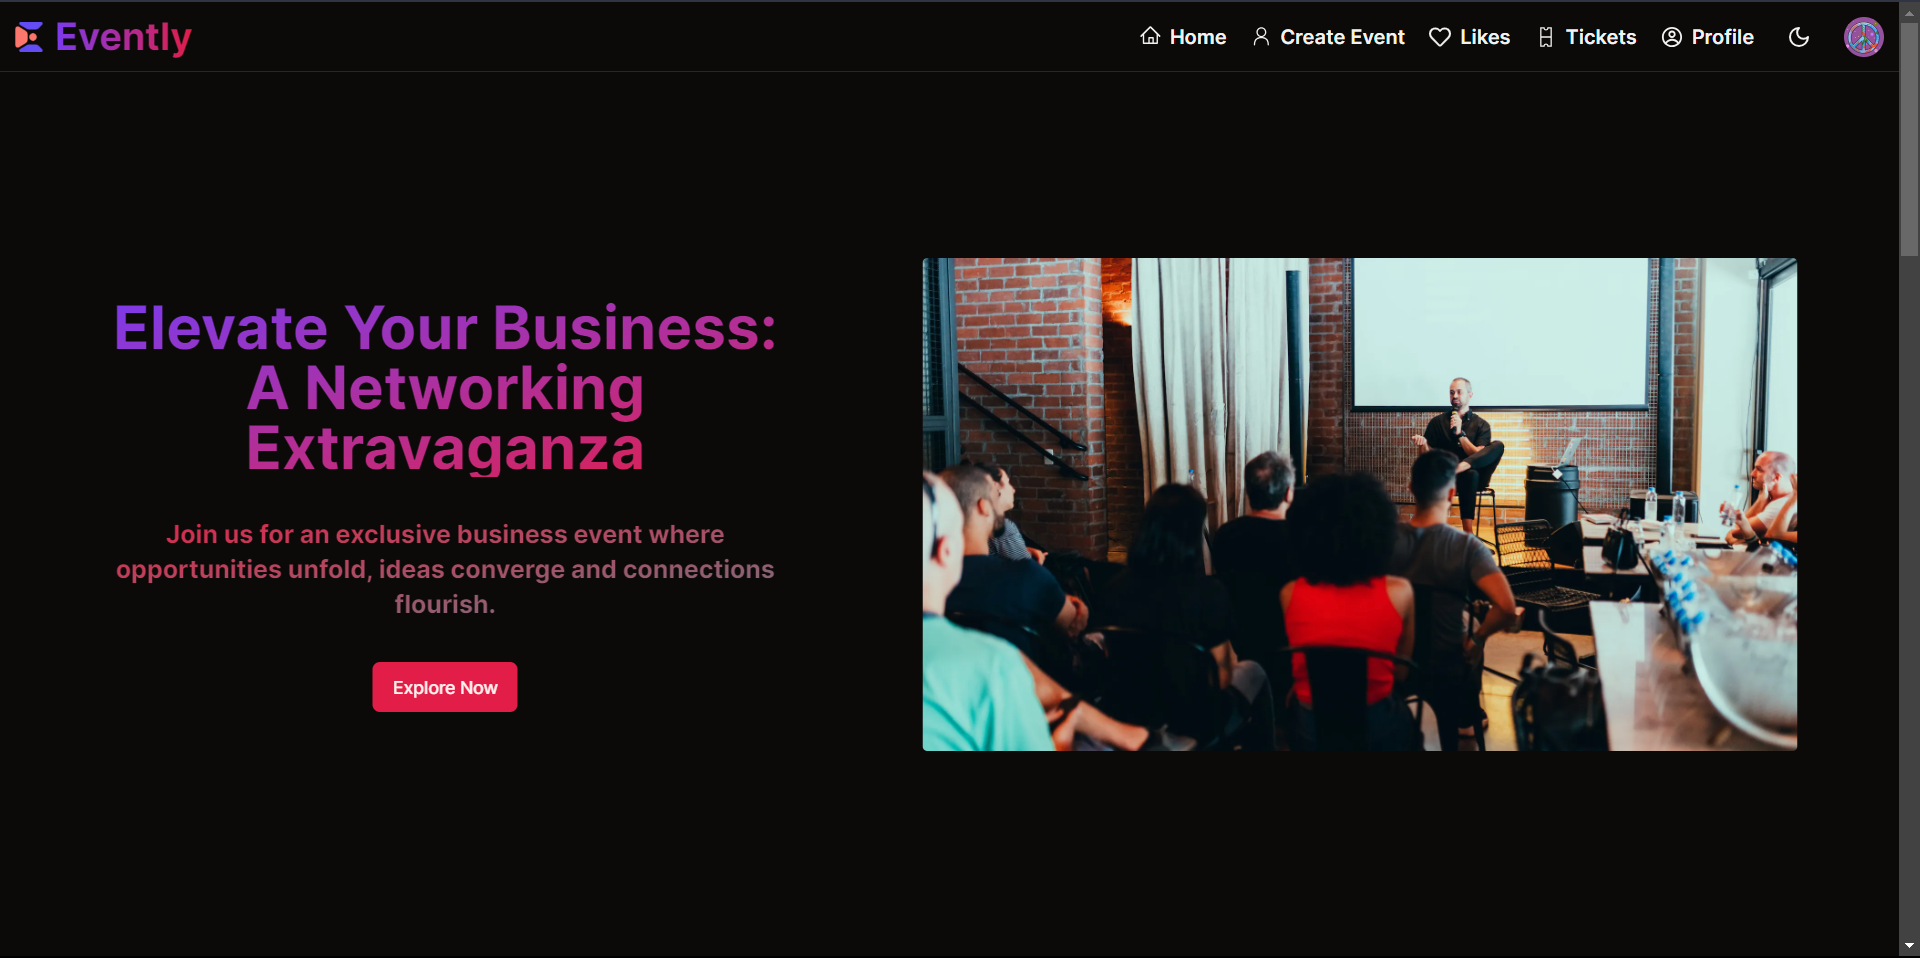 Evently
Home Create Event Likes Tickets Profile
Elevate Your Business:
A Networking
Extravaganza
Join us for an exclusive business event where
opportunities unfold, ideas converge and connections
flourish.
Explore Now